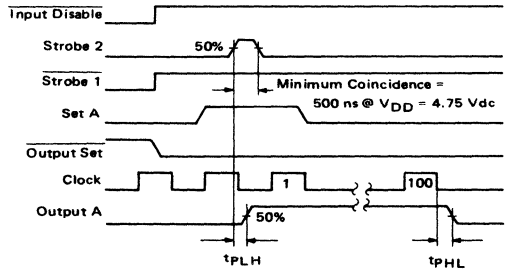 Input Disable
Strobe 2
50%
Strobe 1
Minimum Coincidence =
500 ns @ VDD = 4.75 Vdc
Set A
Output Set
Clock
1
100
Output A
50%
tPLH
tPHL